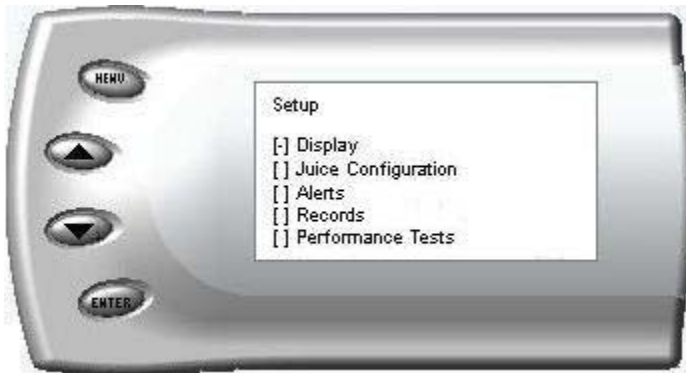 MENU
Setup
[-] Display
[ ] Juice Configuration
[ ] Alerts
[ ] Records
[ ] Performance Tests
ENTER